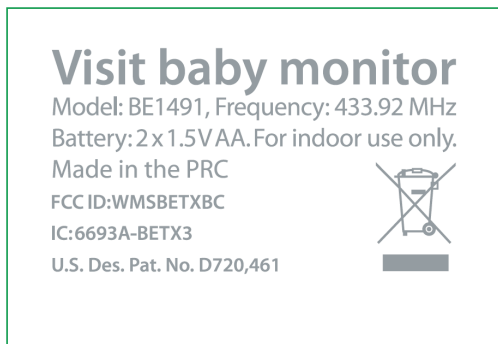 Visit baby monitor
Model: BE1491, Frequency: 433.92 MHz
Battery: 2 x 1.5V AA. For indoor use only.
Made in the PRC
FCC ID:WMSBETXBC
IC:6693A-BETX3
U.S. Des. Pat. No. D720,461